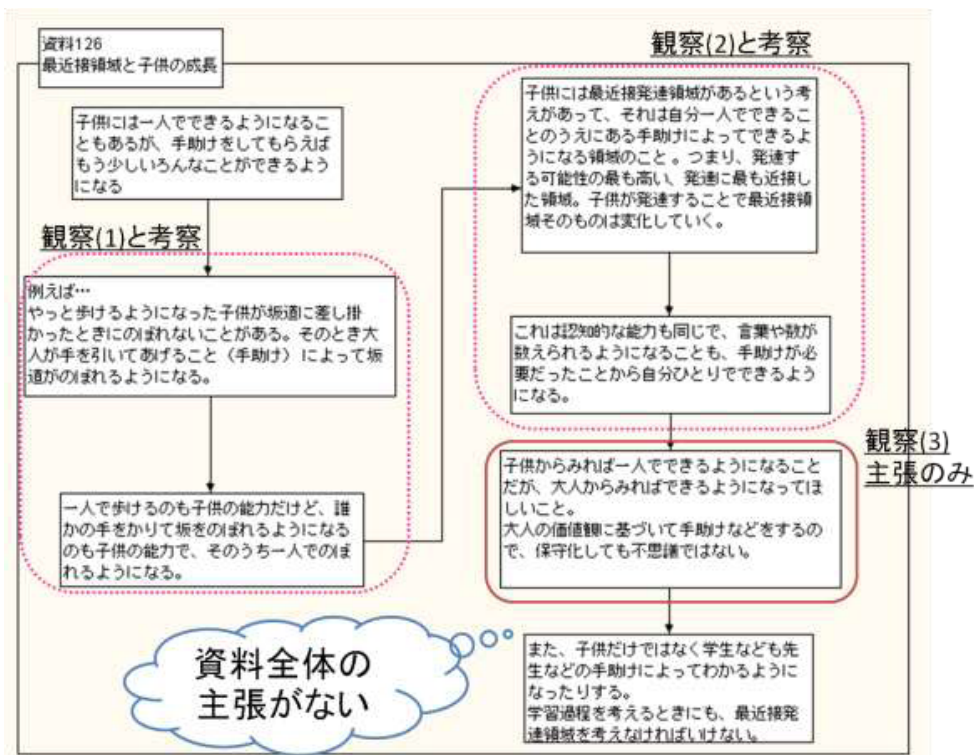 資料126
最近接領域と子供の成長
子供には一人でできるようになるこ
ともあるが、手助けをしてもらえば
もう少しいろんなことができるよう
になる
観察(1)と考察
例えば…
やっと歩けるようになった子供が坂道に差し掛
かったときにのぼれないことがある。そのとき大
人が手を引いてあげること（手助け）によって坂
道がのぼれるようになる。
一人で歩けるのも子供の能力だけど、誰
かの手をかりて坂をのぼれるようになる
のも子供の能力で、そのうち一人でのぼ
れるようになる。
観察(2)と考察
子供には最近接発達領域があるという考
えがあって、それは自分一人でできるこ
とのうえにある手助けによってできるよ
うになる領域のこと 。つまり、発達す
る可能性の最も高い、発達に最も近接し
た領域。子供が発達することで最近接領
域そのものは変化していく。
これは認知的な能力も同じで、言葉や数が
数えられるようになることも、手助けが必
要だったことから自分ひとりでできるよう
になる。
観察(3)
主張のみ
子供からみれば一人でできるようになること
だが、大人からみればできるようになってほ
しいこと。
大人の価値観に基づいて手助けなどをするの
で、保守化しても不思議ではない。
また、子供だけではなく学生なども先
生などの手助けによってわかるように
なったりする。
学習過程を考えるときにも、最近接発
達領域を考えなければいけない。
資料全体の
主張がない